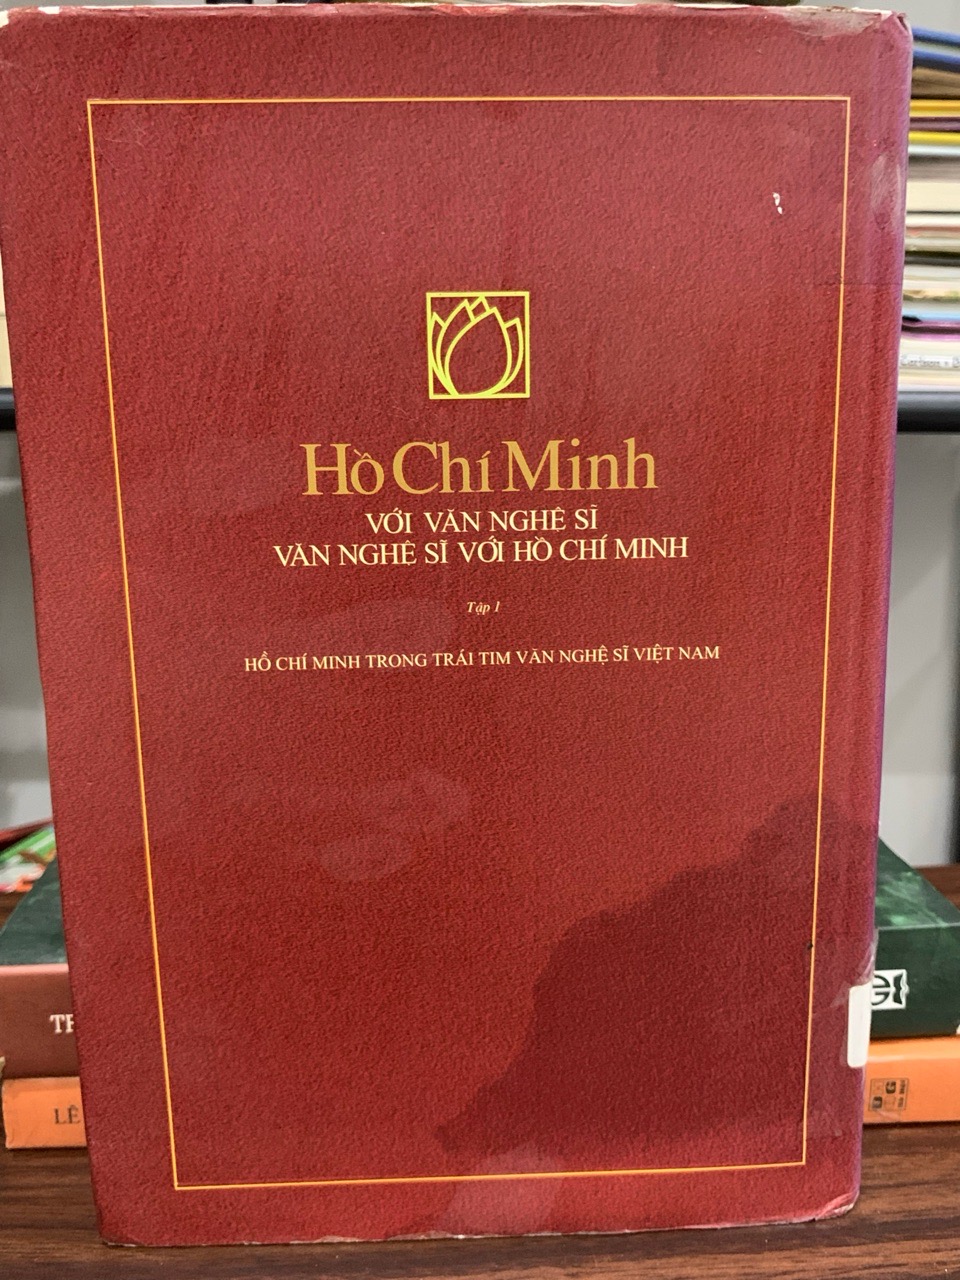 Hồ Chí Minh
VỚI VĂN NGHỆ SĨ
VĂN NGHỆ SĨ VỚI HỒ CHÍ MINH
Tập 1
HỒ CHÍ MINH TRONG TRÁI TIM VĂN NGHỆ SĨ VIỆT NAM
LÊ